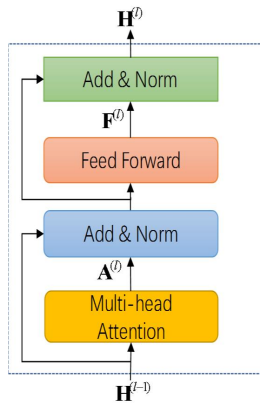 H^(l)
Add & Norm
F^(l)
Feed Forward
Add & Norm
A^(l)
Multi-head
Attention
H^(l-1)